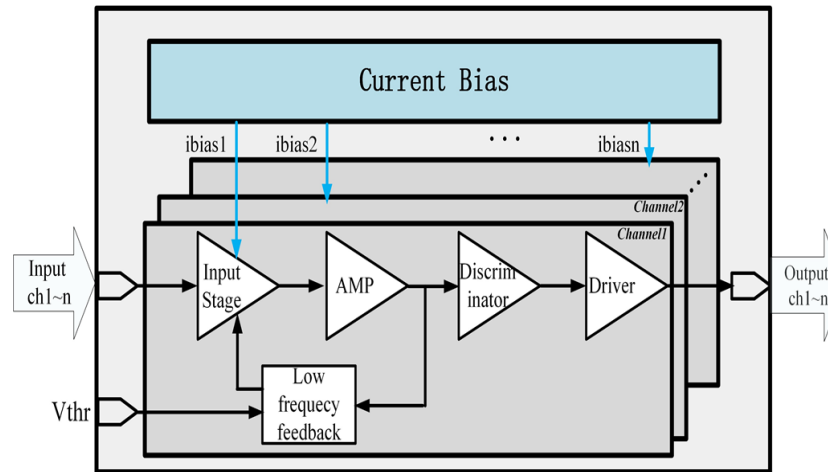 Current Bias
ibias1
ibias2
...
ibiasn
Channel2
Channel1
Input
ch1~n
Input
Stage
AMP
Discrim
inator
Driver
Output
ch1~n
Vthr
Low
frequecy
feedback